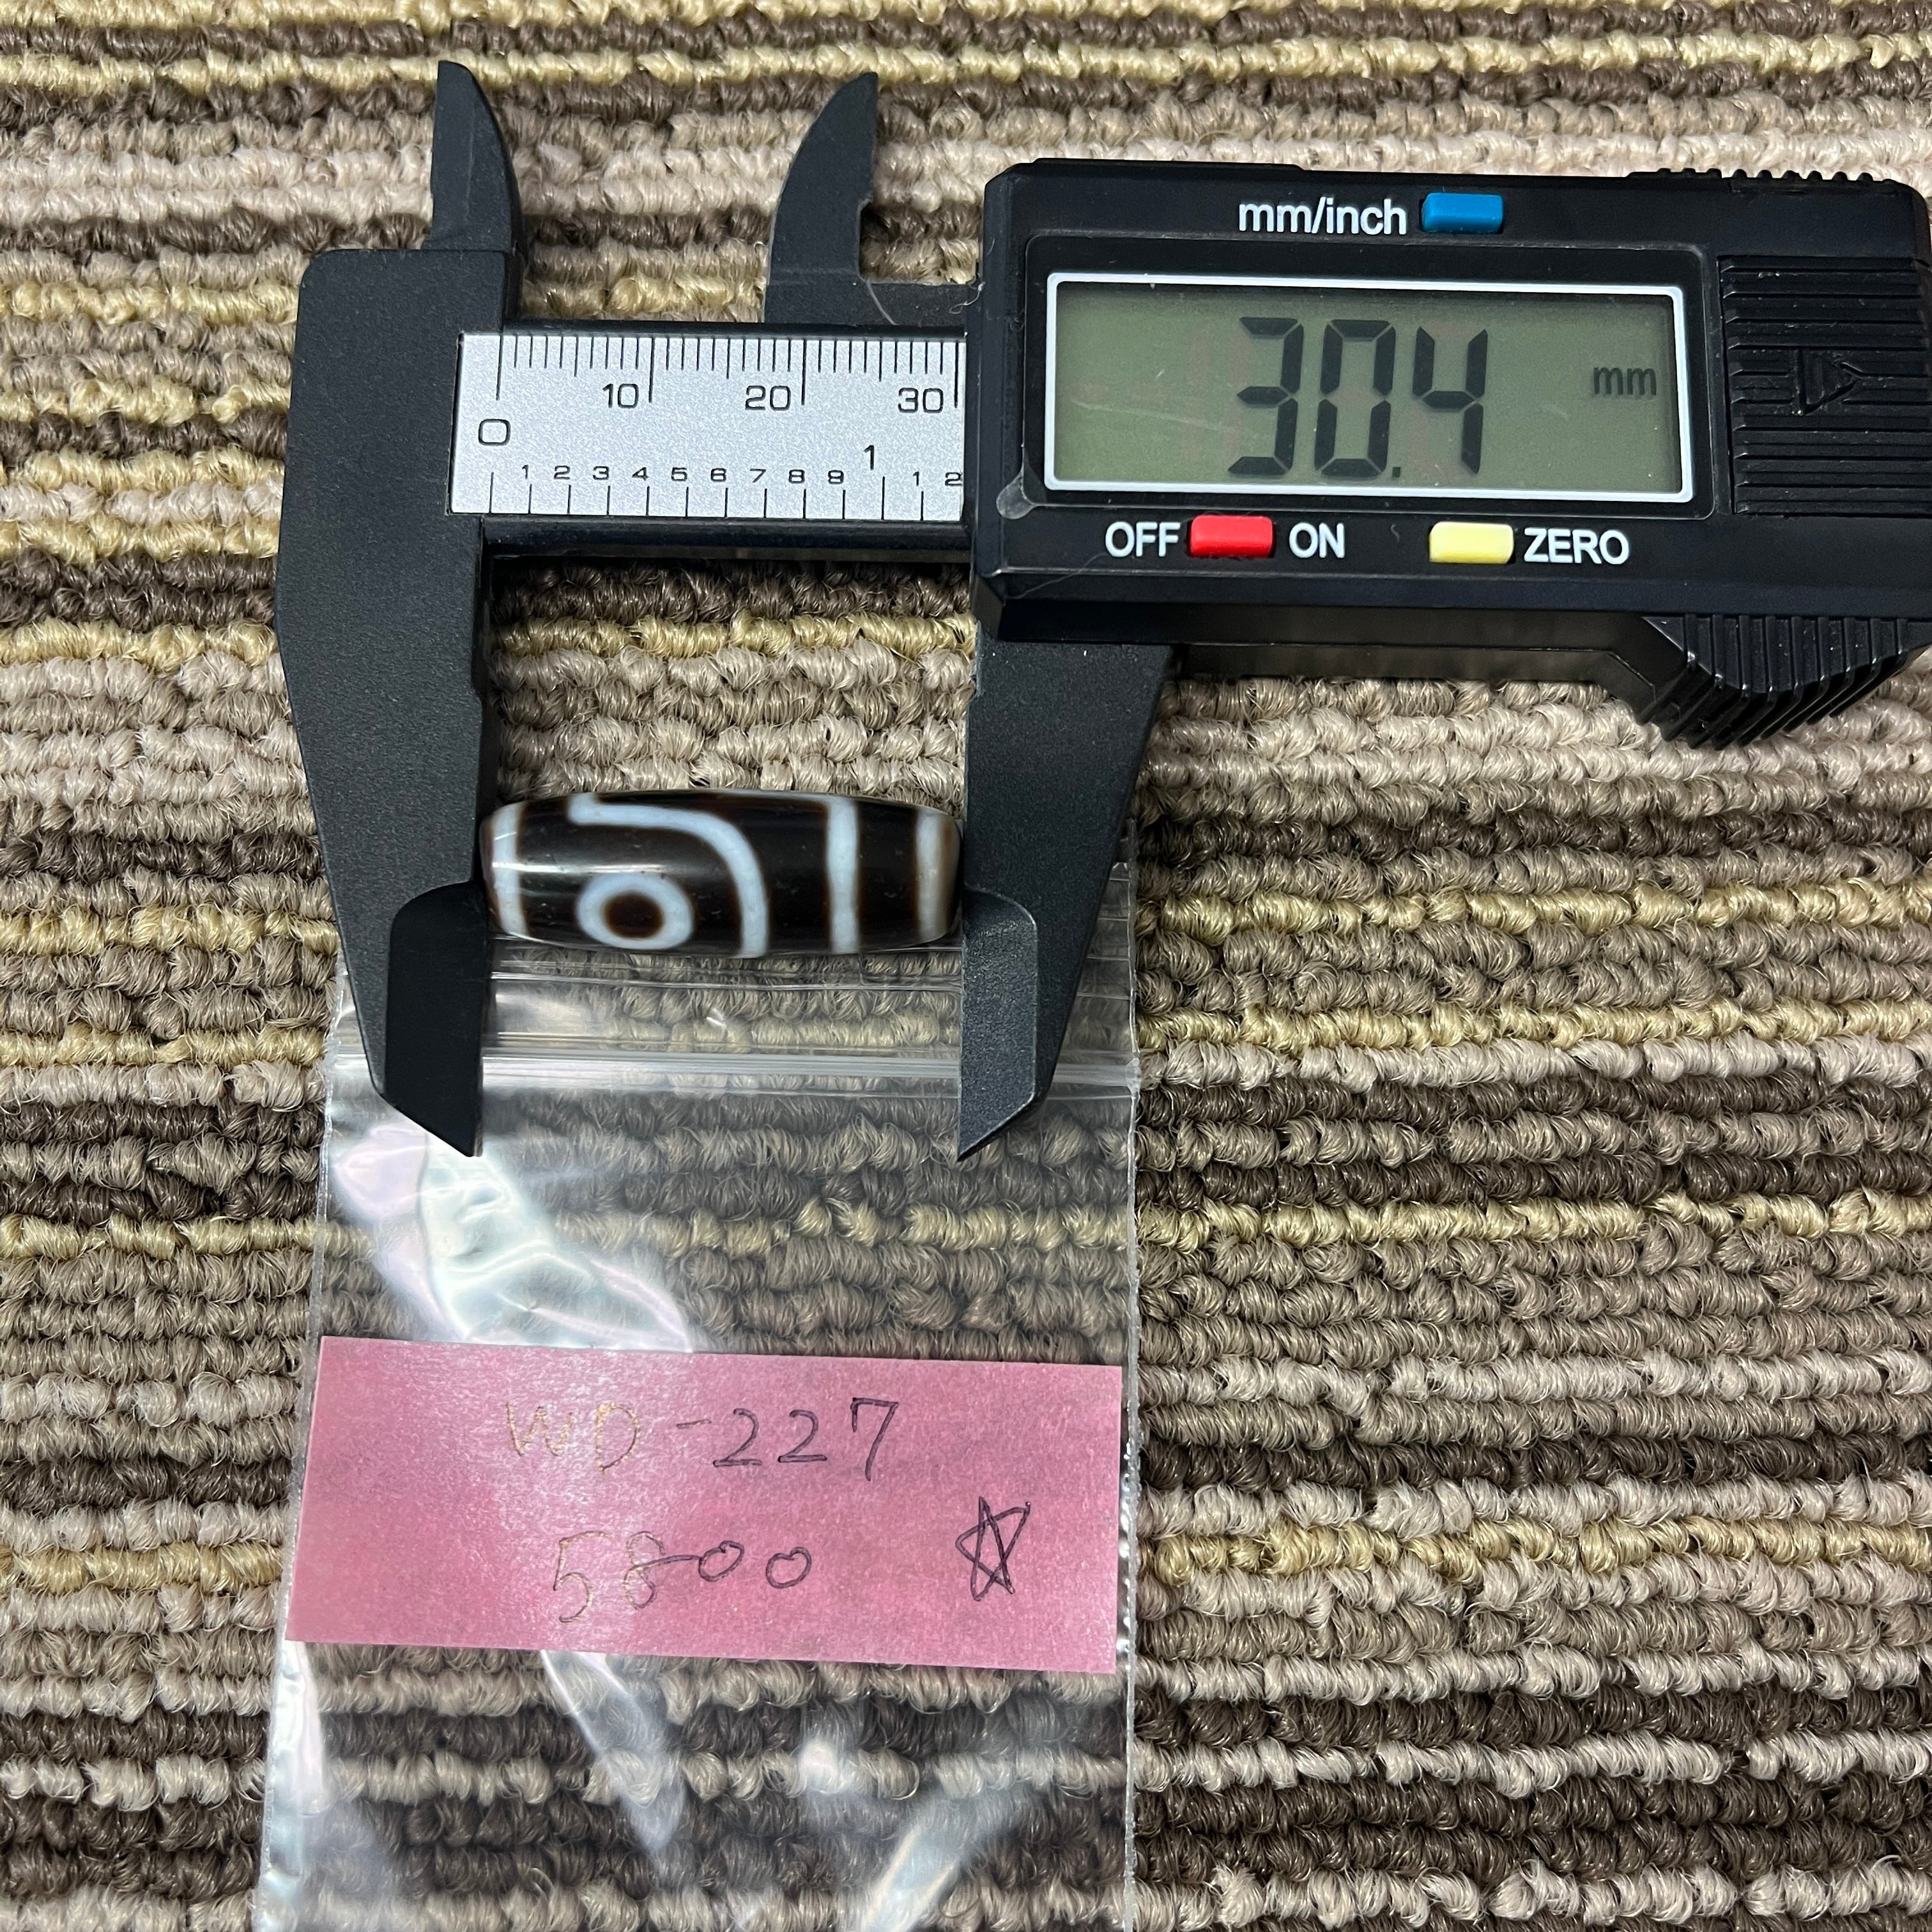 mm/inch
30.4 mm
OFF ON ZERO
10 20 30
0
1
1 2 3 4 5 6 7 8 9 1 2
WD-227
5800 ☆